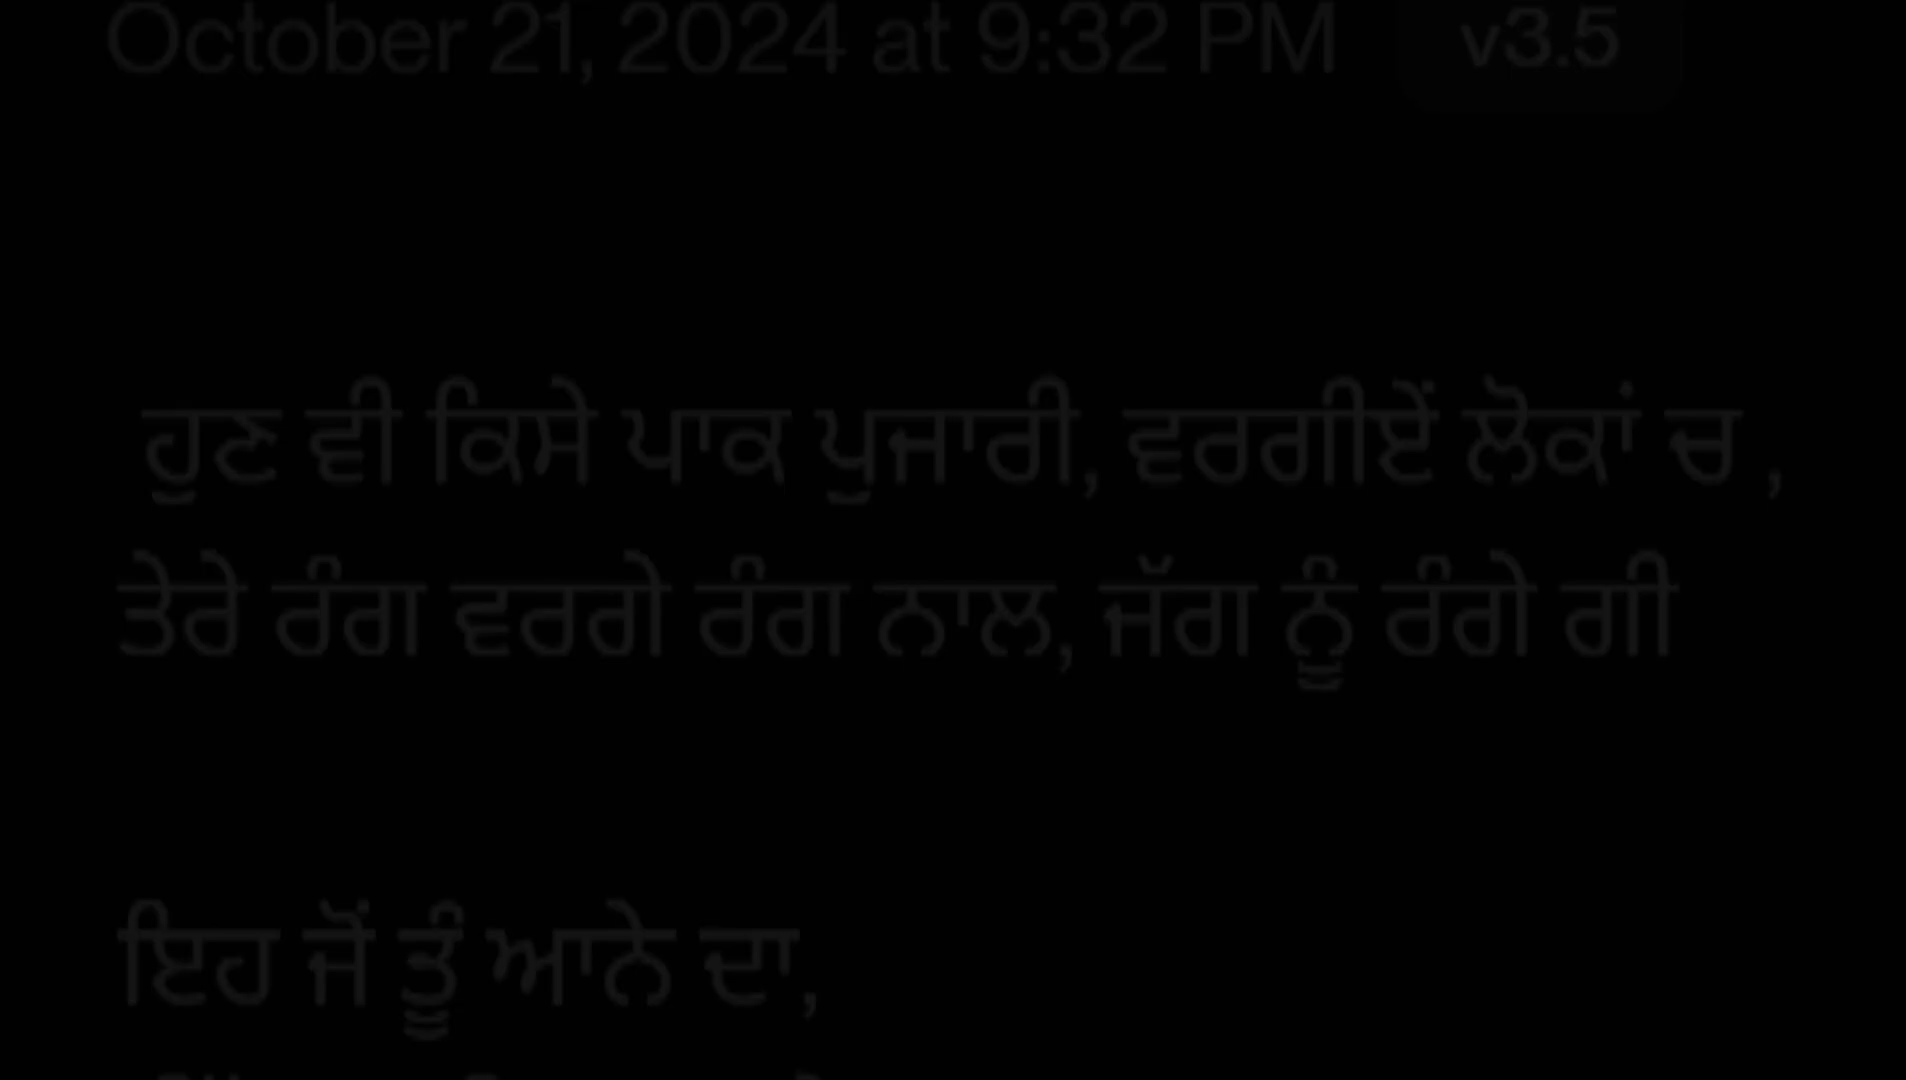 October 21, 2024 at 9:32 PM v3.5
ਹੁਣ ਵੀ ਕਿਸੇ ਪਾਕ ਪੁਜਾਰੀ, ਵਰਗੀਏਂ ਲੋਕਾਂ ਚ ,
ਤੇਰੇ ਰੰਗ ਵਰਗੇ ਰੰਗ ਨਾਲ, ਜੱਗ ਨੂੰ ਰੰਗੇ ਗੀ
ਇਹ ਜੋਂ ਤੂੰ ਆਨੇ ਦਾ,